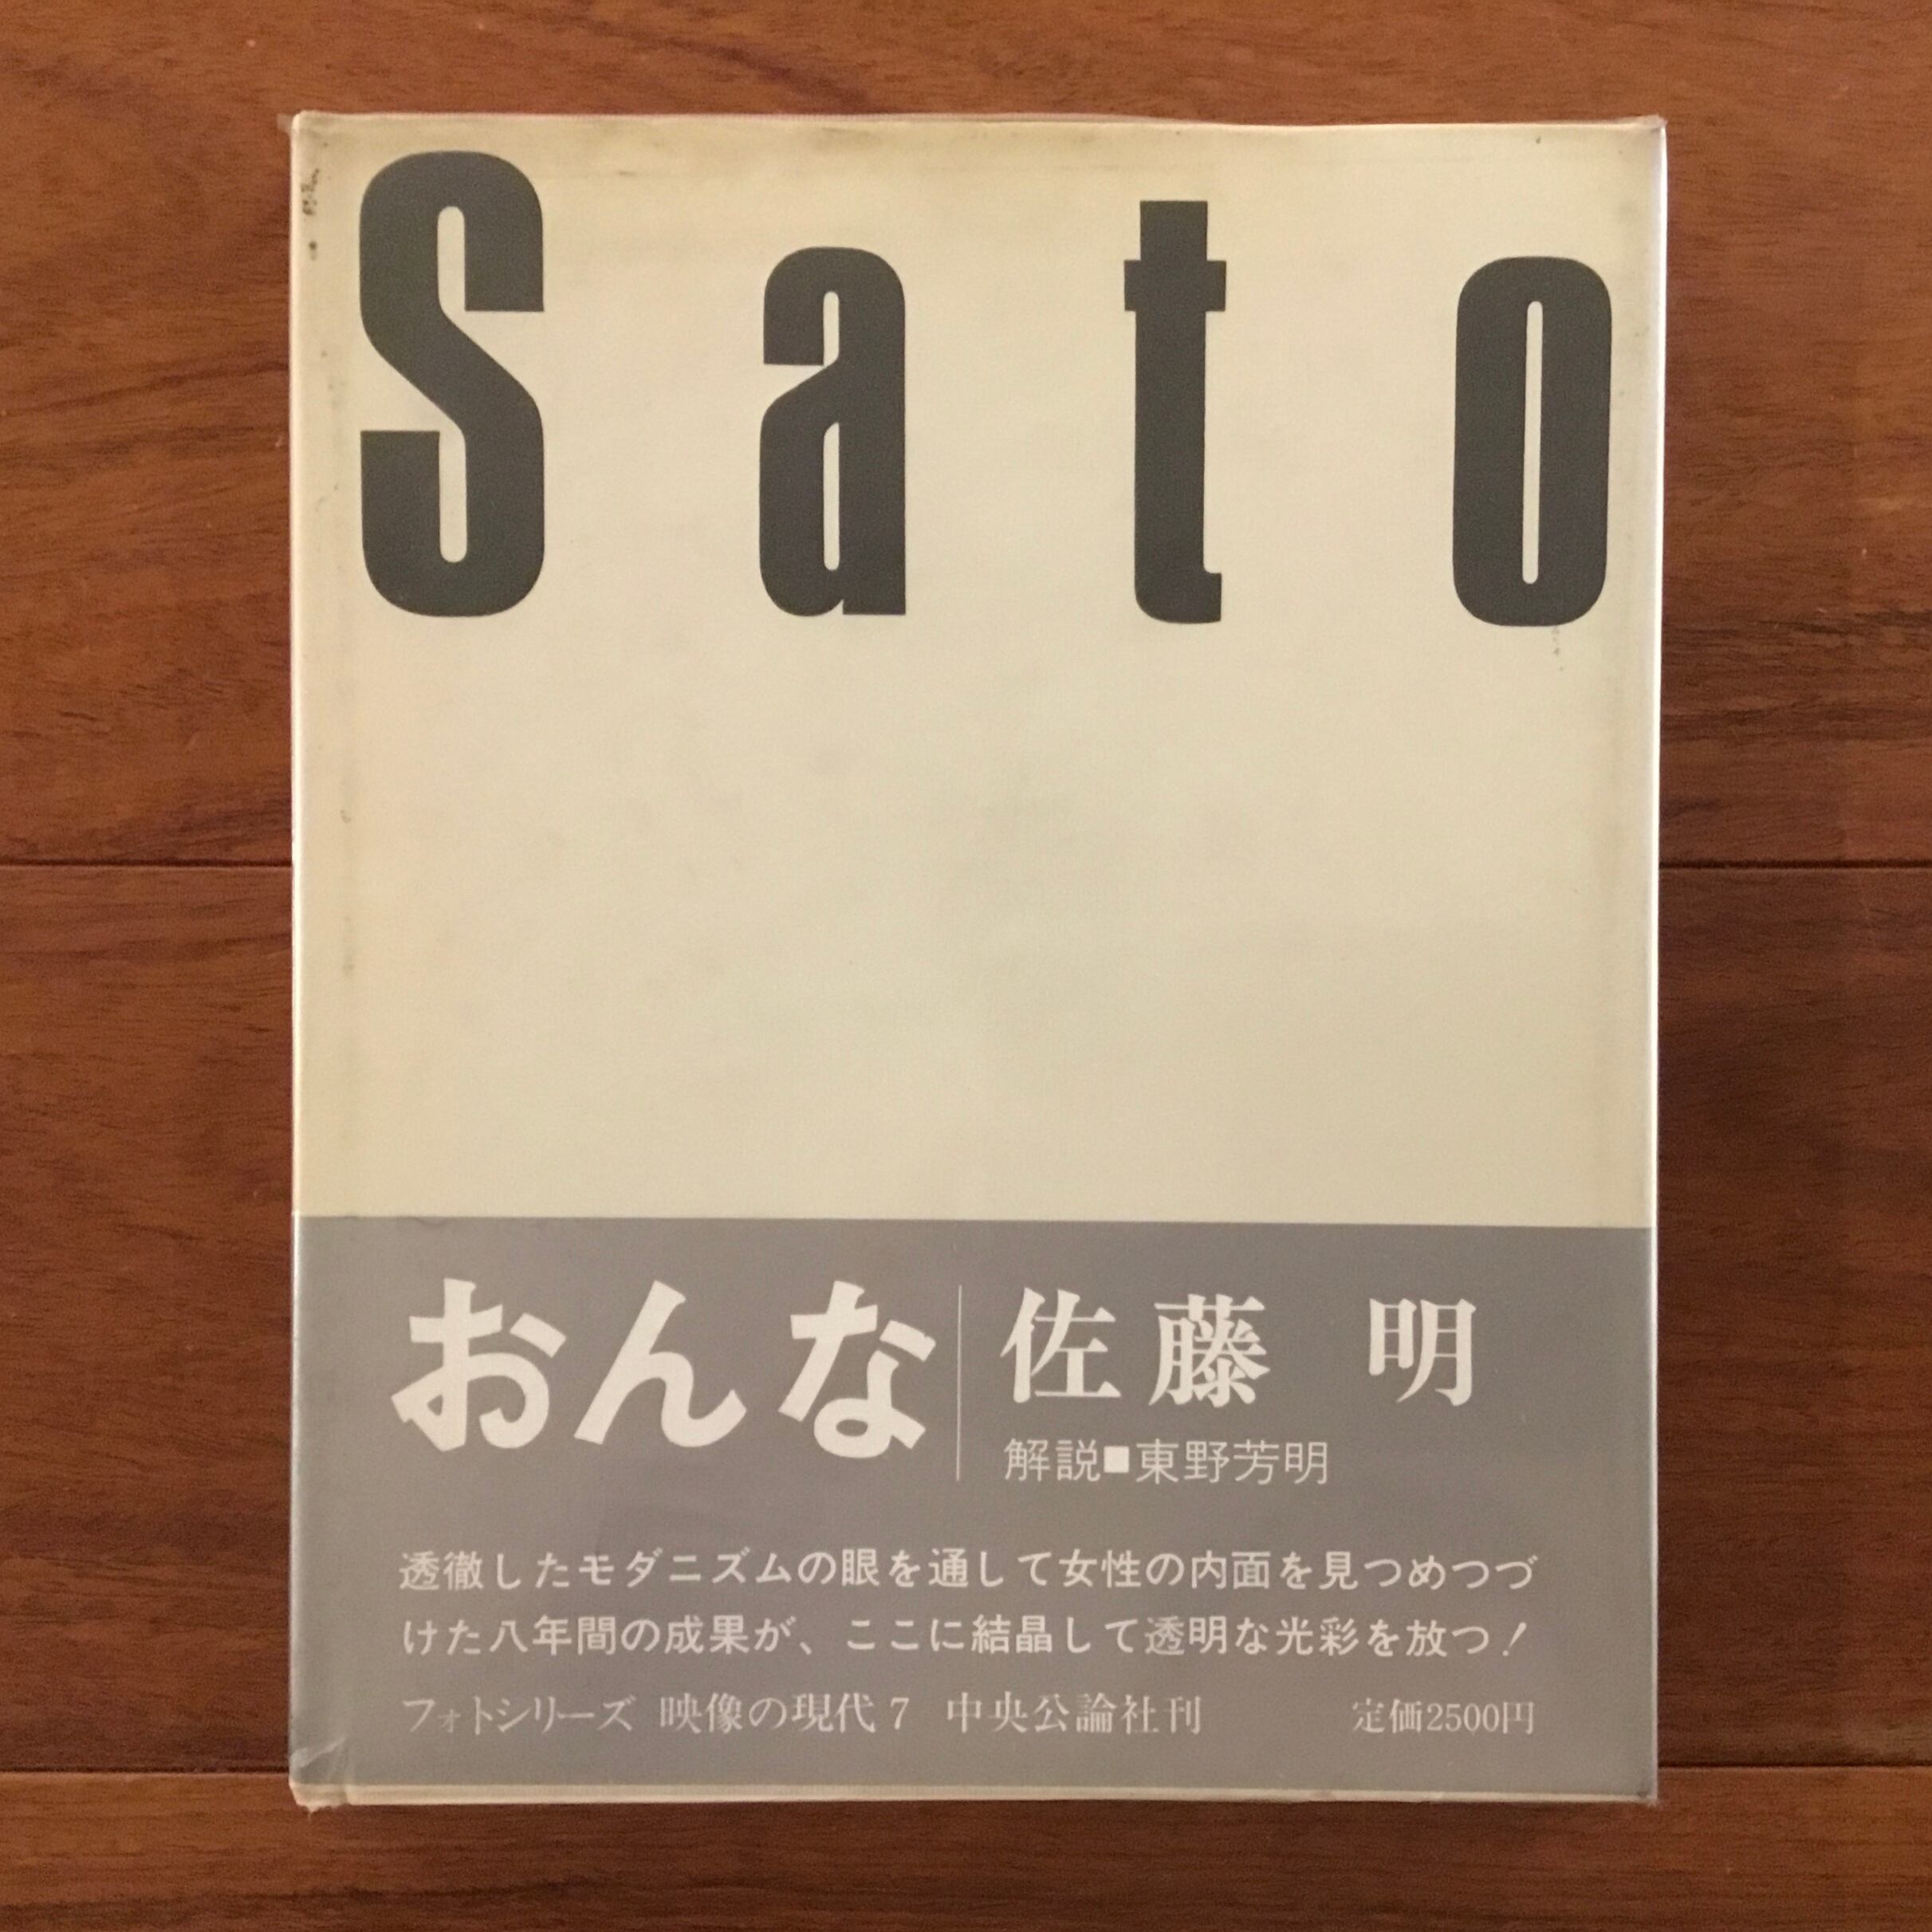 Sato
おんな
佐藤 明
解説■東野芳明
透徹したモダニズムの眼を通して女性の内面を見つめつづ
けた八年間の成果が、ここに結晶して透明な光彩を放つ！
フォトシリーズ 映像の現代7 中央公論社刊 定価2500円